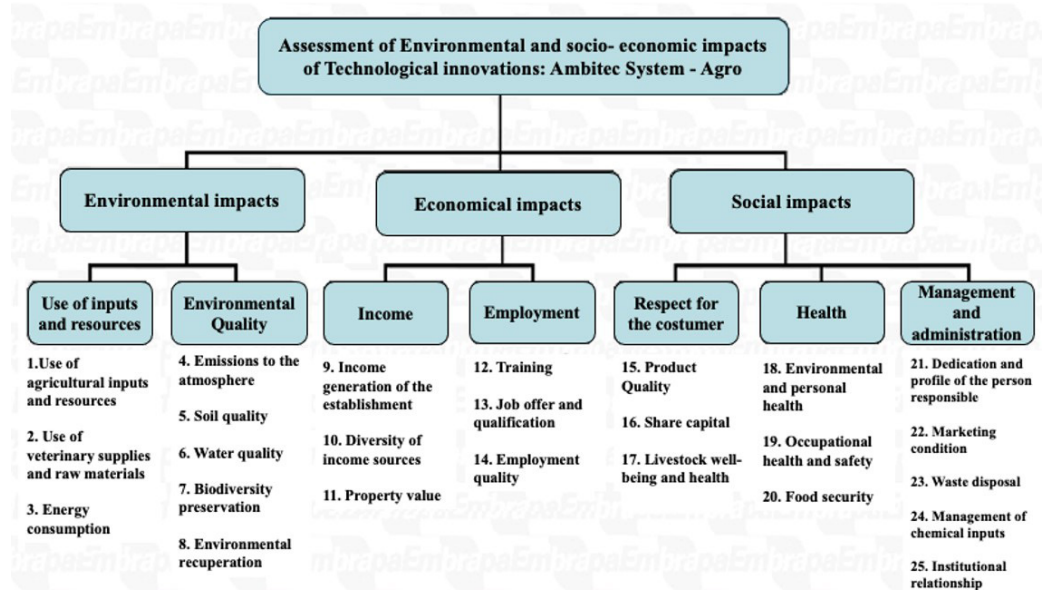 Assessment of Environmental and socio- economic impacts
of Technological innovations: Ambitec System - Agro
Environmental impacts
Economical impacts
Social impacts
Use of inputs
and resources
Environmental
Quality
Income
Employment
Respect for
the costumer
Health
Management
and
administration
1.Use of
agricultural inputs
and resources
2. Use of
veterinary supplies
and raw materials
3. Energy
consumption
4. Emissions to the
atmosphere
5. Soil quality
6. Water quality
7. Biodiversity
preservation
8. Environmental
recuperation
9. Income
generation of the
establishment
10. Diversity of
income sources
11. Property value
12. Training
13. Job offer and
qualification
14. Employment
quality
15. Product
Quality
16. Share capital
17. Livestock well-
being and health
18. Environmental
and personal
health
19. Occupational
health and safety
20. Food security
21. Dedication and
profile of the person
responsible
22. Marketing
condition
23. Waste disposal
24. Management of
chemical inputs
25. Institutional
relationship